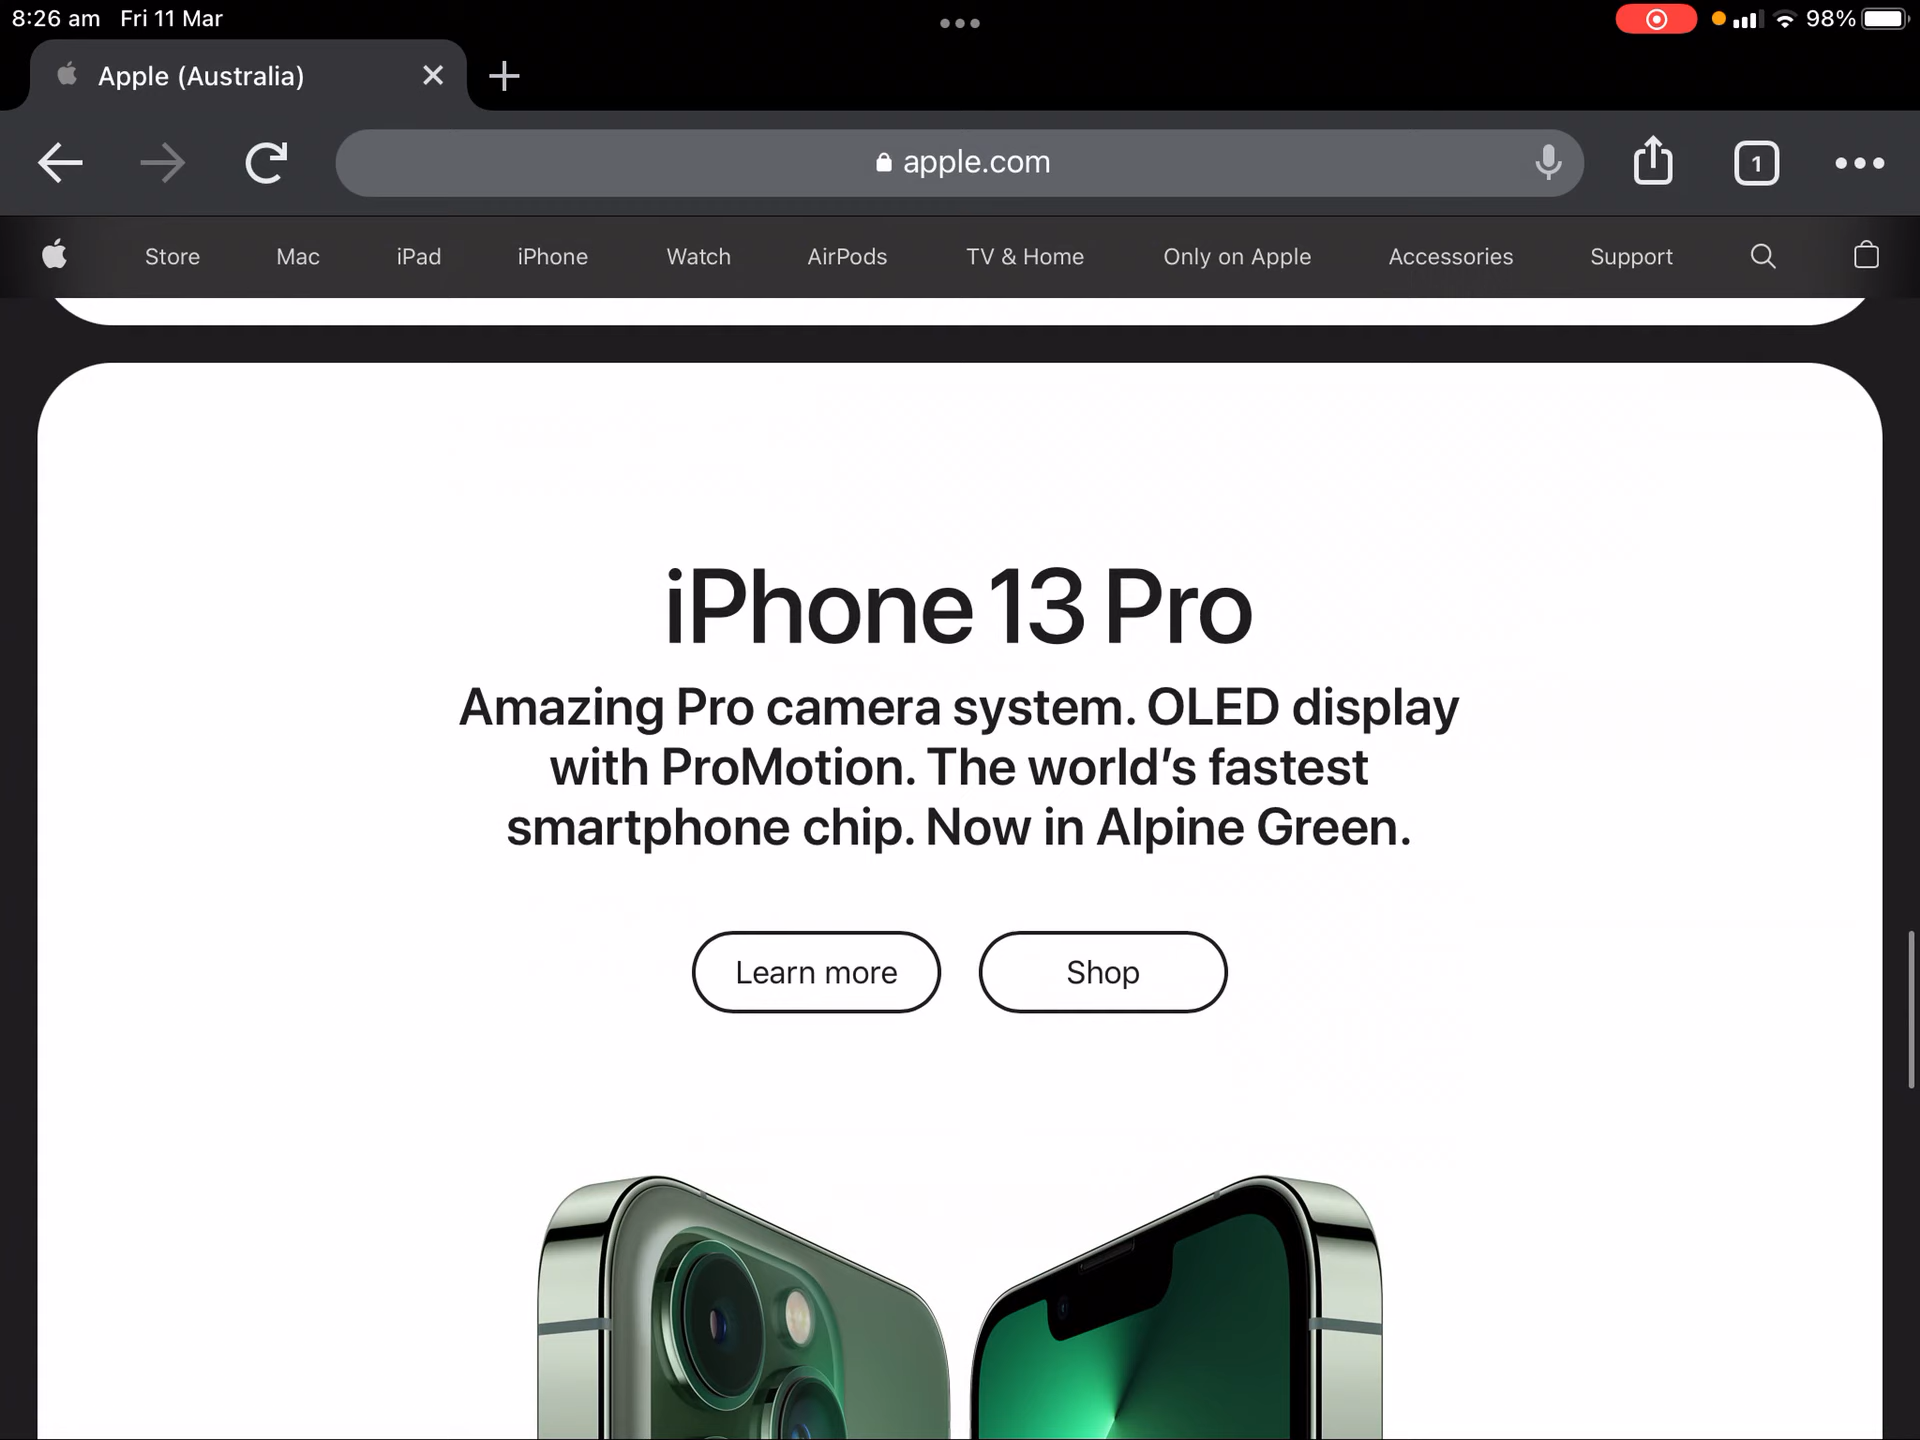 8:26 am Fri 11 Mar 98%
Apple (Australia)
apple.com 1
Store Mac iPad iPhone Watch AirPods TV & Home Only on Apple Accessories Support
iPhone 13 Pro
Amazing Pro camera system. OLED display
with ProMotion. The world’s fastest
smartphone chip. Now in Alpine Green.
Learn more Shop